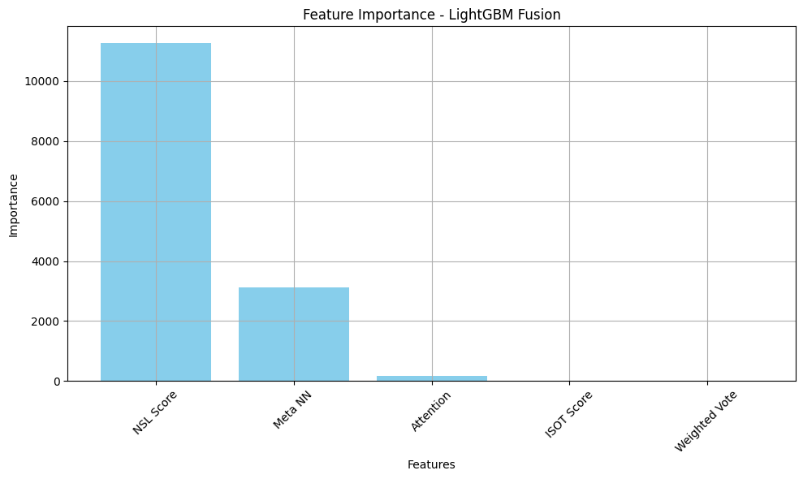 Feature Importance - LightGBM Fusion
Importance
10000
8000
6000
4000
2000
0
NSL Score
Meta NN
Attention
ISOT Score
Weighted Vote
Features